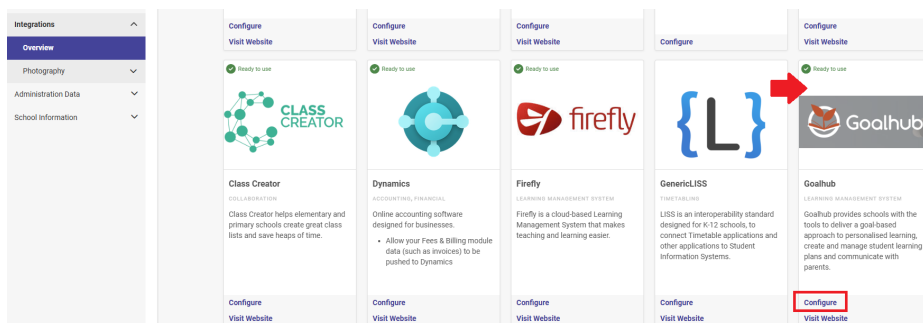 Integrations
Overview
Photography
Administration Data
School Information
Configure
Visit Website
Configure
Visit Website
Configure
Visit Website
Configure
Configure
Visit Website
Ready to use
CLASS
CREATOR
Class Creator
COLLABORATION
Class Creator helps elementary and
primary schools create great class
lists and save heaps of time.
Configure
Visit Website
Ready to use
Dynamics
ACCOUNTING, FINANCIAL
Online accounting software
designed for businesses.
• Allow your Fees & Billing module
data (such as invoices) to be
pushed to Dynamics
Configure
Visit Website
Ready to use
firefly
Firefly
LEARNING MANAGEMENT SYSTEM
Firefly is a cloud-based Learning
Management System that makes
teaching and learning easier.
Configure
Visit Website
{L}
GenericLISS
TIMETABLING
LISS is an interoperability standard
designed for K-12 schools, to
connect Timetable applications and
other applications to Student
Information Systems.
Configure
Visit Website
Ready to use
Goalhub
Goalhub
LEARNING MANAGEMENT SYSTEM
Goalhub provides schools with the
tools to deliver a goal-based
approach to personalised learning,
create and manage student learning
plans and communicate with
parents.
Configure
Visit Website